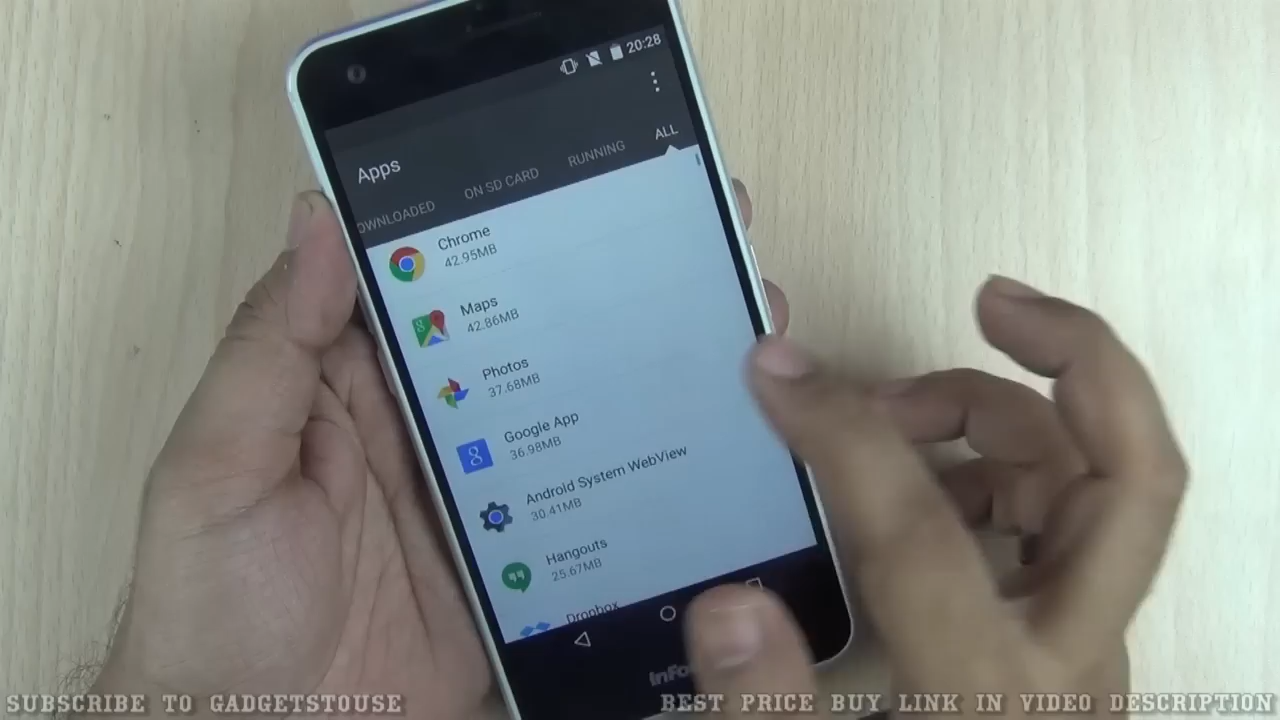 20:28
Apps
OWNLOADED ON SD CARD RUNNING ALL
Chrome
42.95MB
Maps
42.86MB
Photos
37.68MB
Google App
36.98MB
Android System WebView
30.41MB
Hangouts
25.67MB
Dropbox
SUBSCRIBE TO GADGETSTOUSE
BEST PRICE BUY LINK IN VIDEO DESCRIPTION